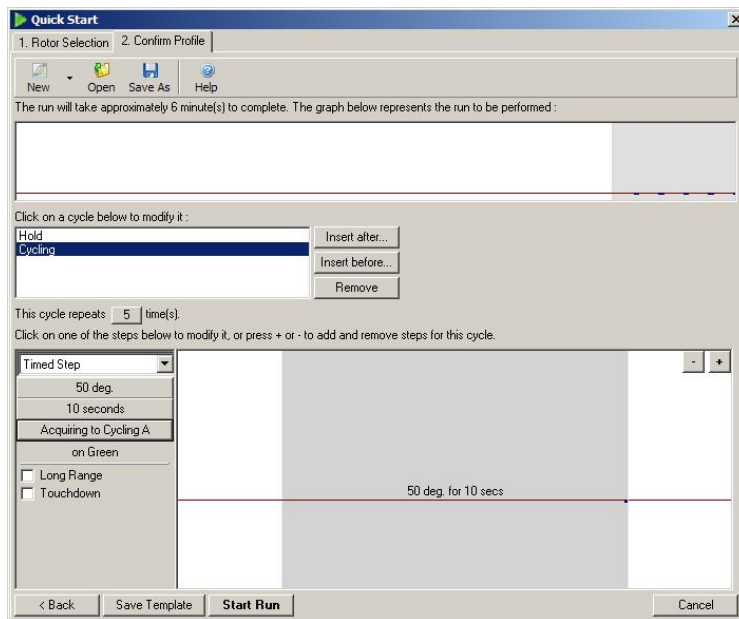 Quick Start
1. Rotor Selection 2. Confirm Profile
New Open Save As Help
The run will take approximately 6 minute(s) to complete. The graph below represents the run to be performed :
Click on a cycle below to modify it :
Hold
Cycling
Insert after...
Insert before...
Remove
This cycle repeats 5 time(s).
Click on one of the steps below to modify it, or press + or - to add and remove steps for this cycle.
Timed Step
- +
50 deg.
10 seconds
Acquiring to Cycling A
on Green
Long Range
Touchdown
50 deg. for 10 secs
< Back Save Template Start Run Cancel